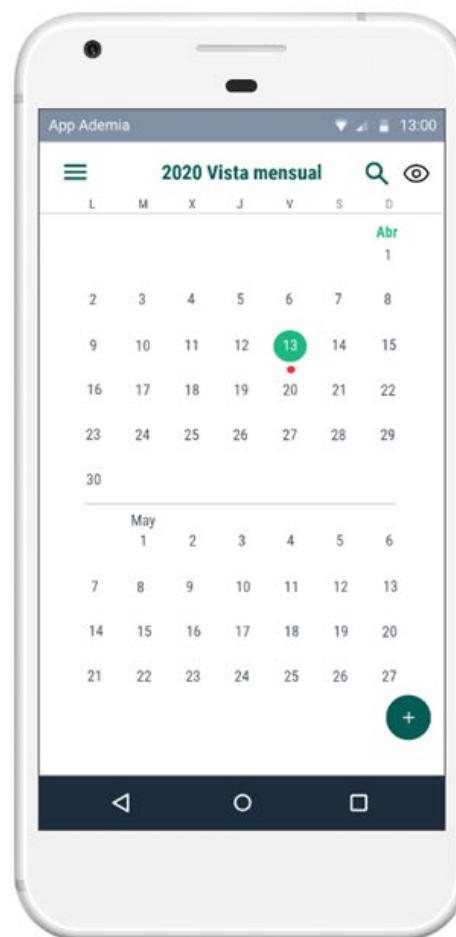 App Ademia 13:00
2020 Vista mensual
L M X J V S D
Abr
1
2 3 4 5 6 7 8
9 10 11 12 13 14 15
16 17 18 19 20 21 22
23 24 25 26 27 28 29
30
May
1 2 3 4 5 6
7 8 9 10 11 12 13
14 15 16 17 18 19 20
21 22 23 24 25 26 27
+